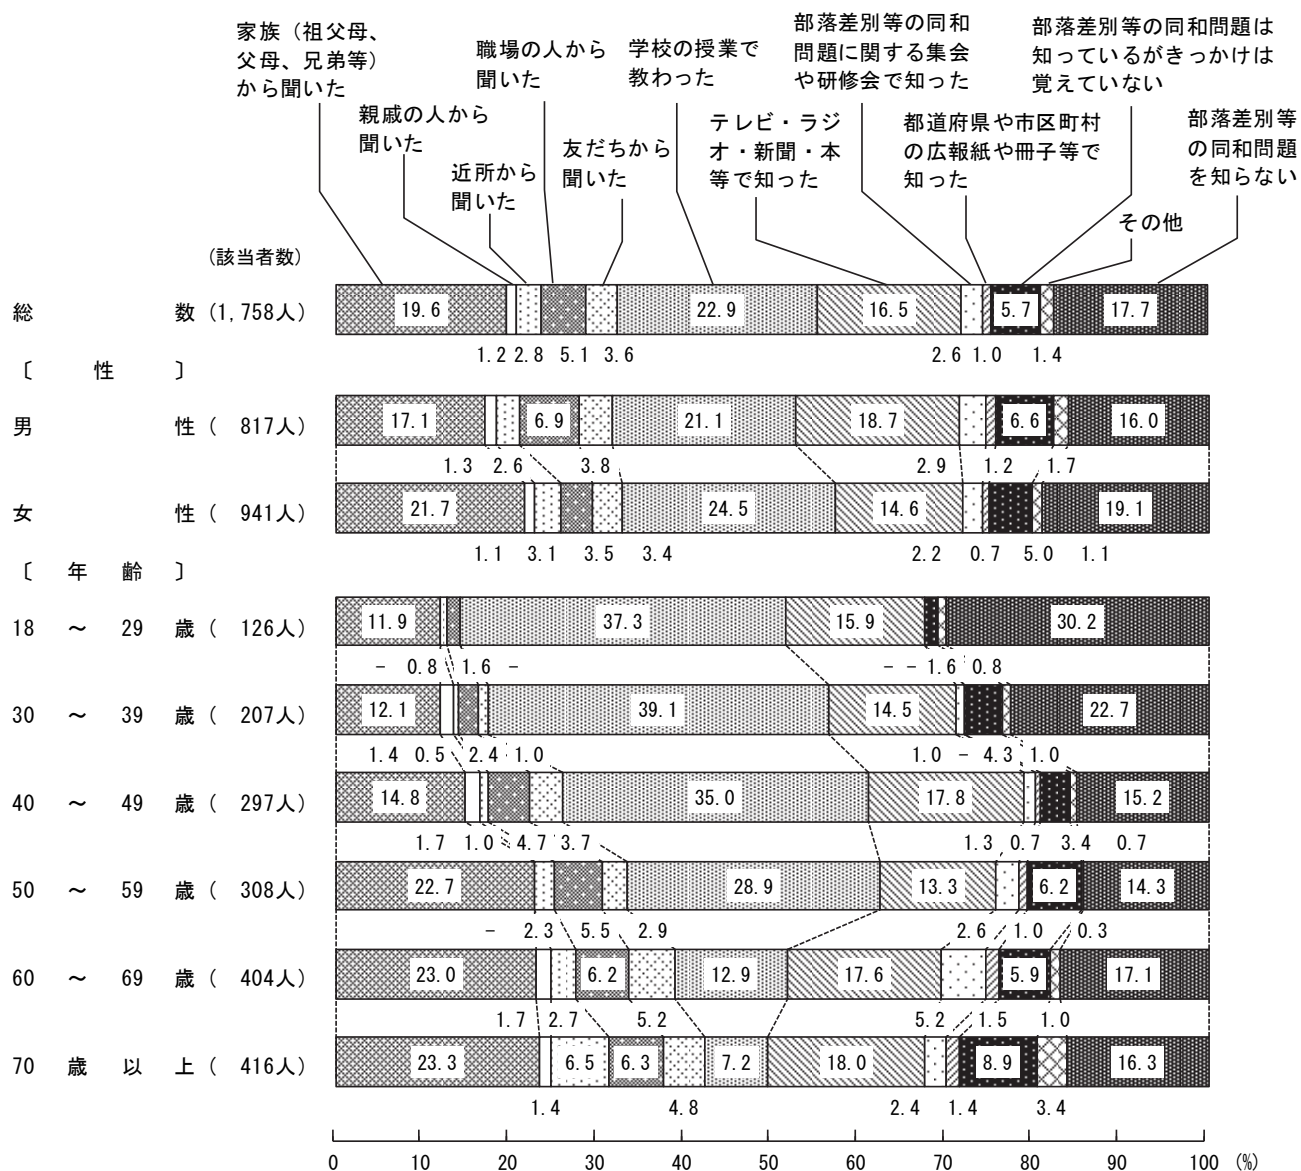 家族（祖父母、
父母、兄弟等）
から聞いた
親戚の人から
聞いた
近所から
聞いた
職場の人から
聞いた
友だちから
聞いた
学校の授業で
教わった
テレビ・ラジ
オ・新聞・本
等で知った
部落差別等の同和
問題に関する集会
や研修会で知った
都道府県や市区町村
の広報紙や冊子等で
知った
部落差別等の同和問題は
知っているがきっかけは
覚えていない
その他
部落差別等
の同和問題
を知らない
(該当者数)
総 数 (1,758人) 19.6 22.9 16.5 5.7 17.7
1.2 2.8 5.1 3.6 2.6 1.0 1.4
〔 性 〕
男 性 ( 817人) 17.1 6.9 21.1 18.7 6.6 16.0
1.3 2.6 3.8 2.9 1.2 1.7
女 性 ( 941人) 21.7 24.5 14.6 19.1
1.1 3.1 3.5 3.4 2.2 0.7 5.0 1.1
〔 年 齢 〕
18 ～ 29 歳 ( 126人) 11.9 37.3 15.9 30.2
- 0.8 1.6 - - - 1.6 0.8
30 ～ 39 歳 ( 207人) 12.1 39.1 14.5 22.7
1.4 0.5 2.4 1.0 1.0 - 4.3 1.0
40 ～ 49 歳 ( 297人) 14.8 35.0 17.8 15.2
1.7 1.0 4.7 3.7 1.3 0.7 3.4 0.7
50 ～ 59 歳 ( 308人) 22.7 28.9 13.3 6.2 14.3
- 2.3 5.5 2.9 2.6 1.0 0.3
60 ～ 69 歳 ( 404人) 23.0 6.2 12.9 17.6 5.9 17.1
1.7 2.7 5.2 5.2 1.5 1.0
70 歳 以 上 ( 416人) 23.3 6.5 6.3 7.2 18.0 8.9 16.3
1.4 4.8 2.4 1.4 3.4
0 10 20 30 40 50 60 70 80 90 100 (%)